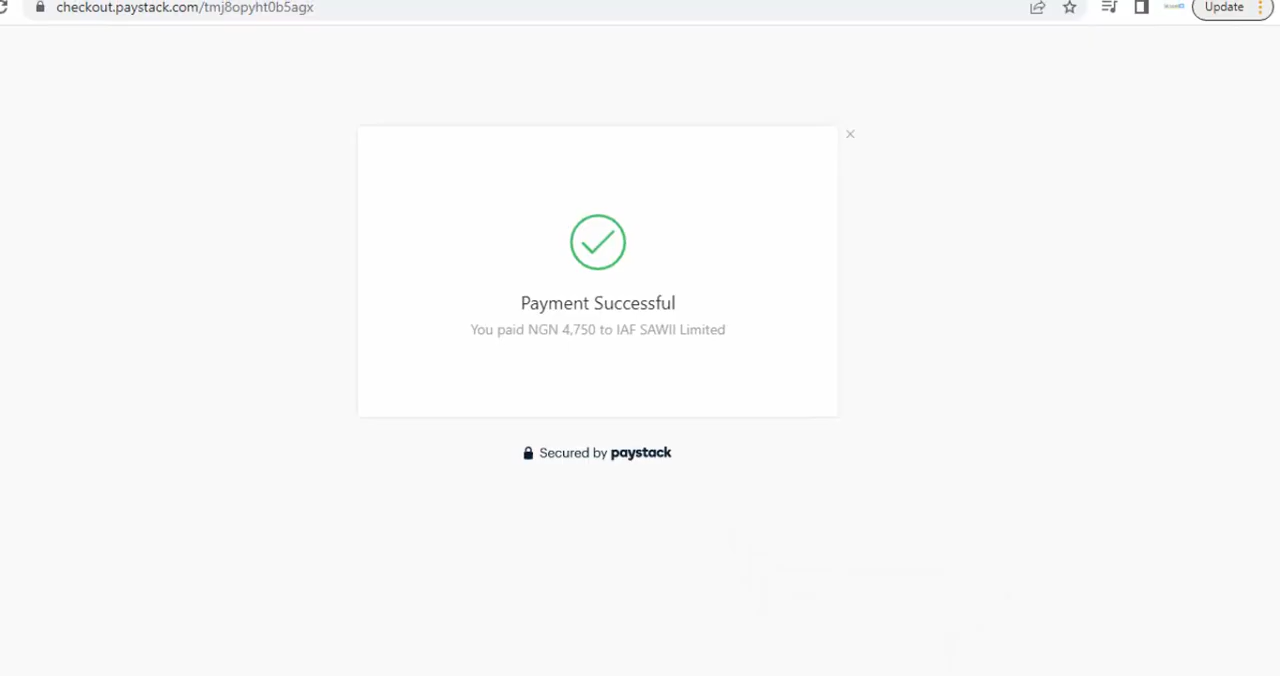 checkout.paystack.com/tmj8opyht0b5agx
Update
Payment Successful
You paid NGN 4,750 to IAF SAWII Limited
Secured by paystack